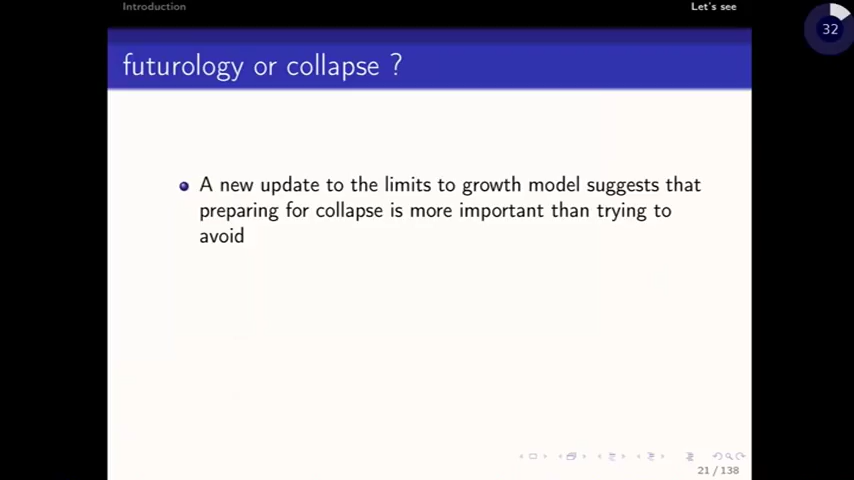 Introduction
Let's see
32
futurology or collapse ?
A new update to the limits to growth model suggests that
preparing for collapse is more important than trying to
avoid
21 / 138